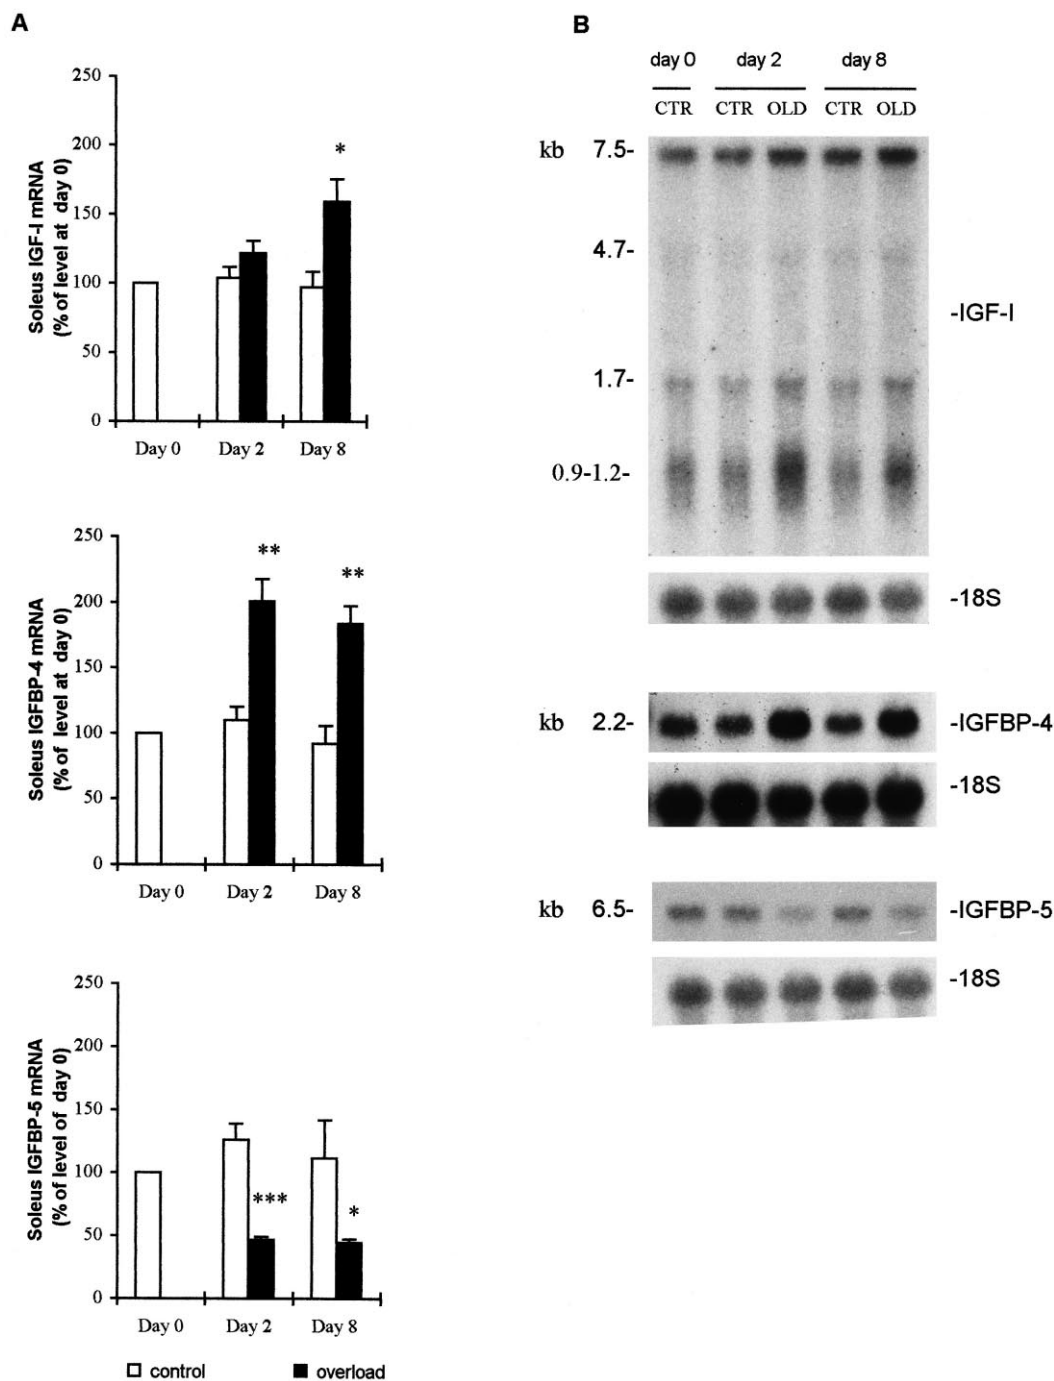 A
250
200
150
100
50
0
Soleus IGF-I mRNA
(% of level at day 0)
*
Day 0 Day 2 Day 8
250
200
150
100
50
0
Soleus IGFBP-4 mRNA
(% of level at day 0)
** **
Day 0 Day 2 Day 8
250
200
150
100
50
0
Soleus IGFBP-5 mRNA
(% of level of day 0)
*** *
Day 0 Day 2 Day 8
control overload
B
day 0 day 2 day 8
CTR CTR OLD CTR OLD
kb 7.5-
4.7-
-IGF-I
1.7-
0.9-1.2-
-18S
kb 2.2- -IGFBP-4
-18S
kb 6.5- -IGFBP-5
-18S